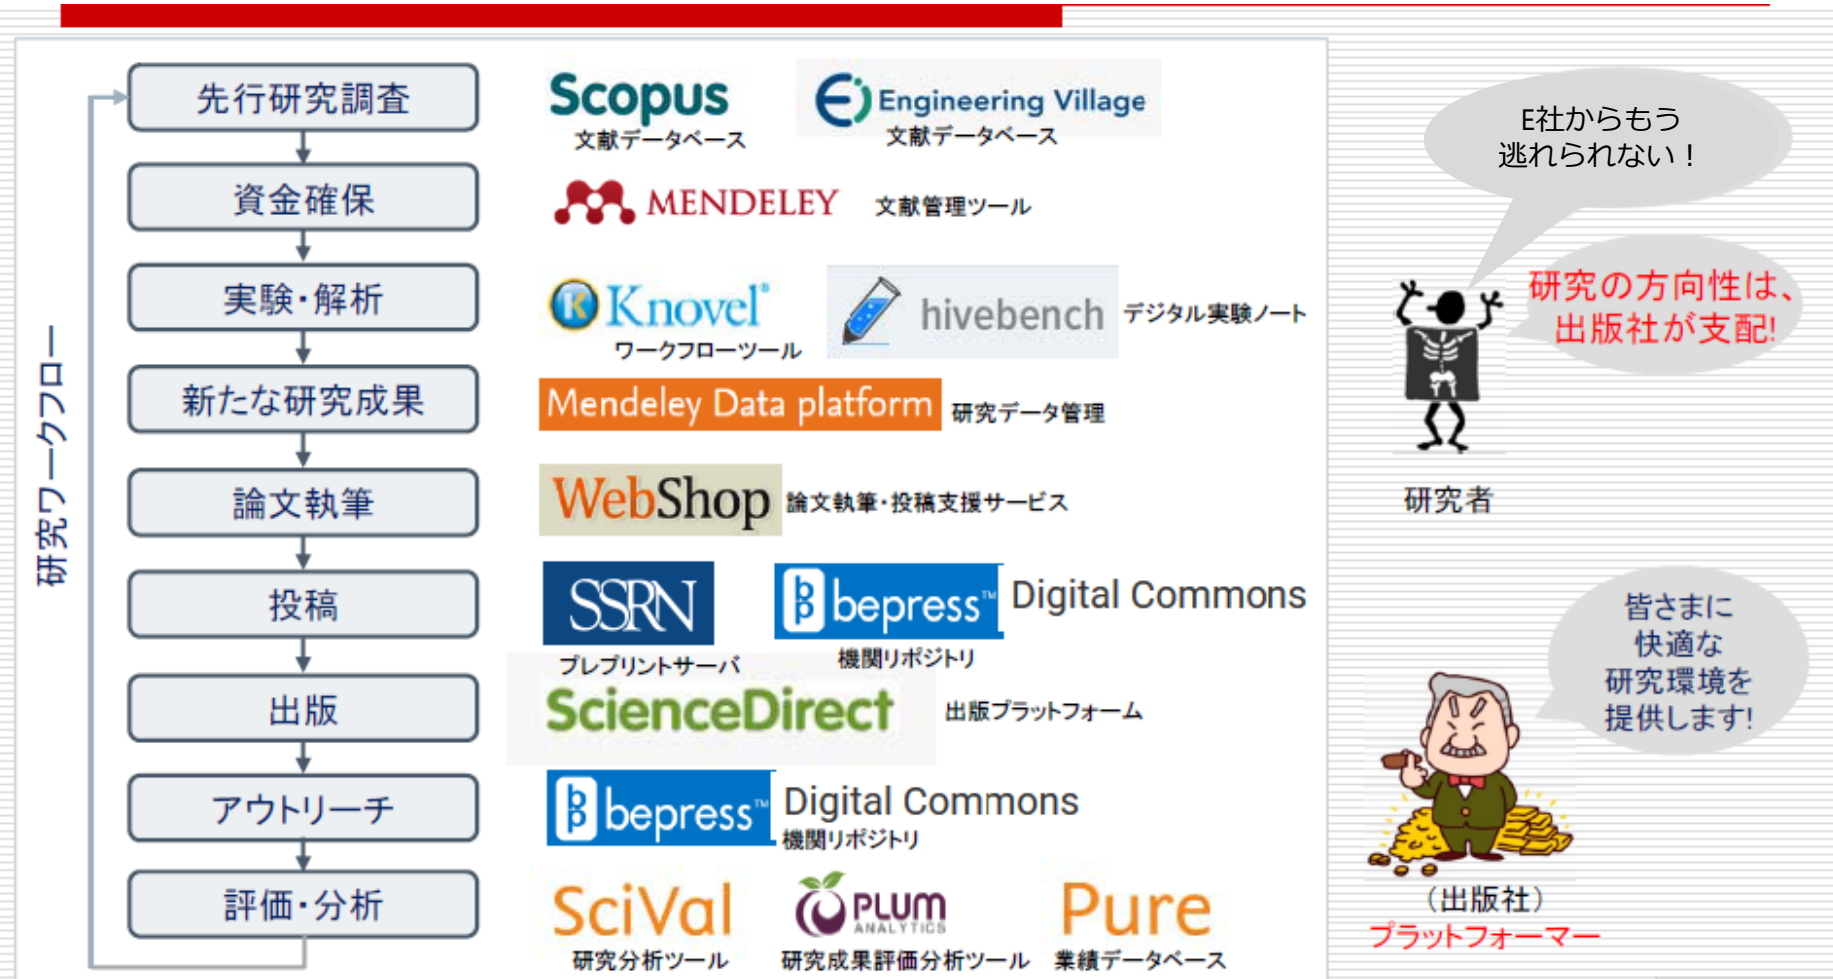 研究ワークフロー
先行研究調査
資金確保
実験・解析
新たな研究成果
論文執筆
投稿
出版
アウトリーチ
評価・分析
Scopus
文献データベース
Engineering Village
文献データベース
MENDELEY
文献管理ツール
Knovel®
ワークフローツール
hivebench
デジタル実験ノート
Mendeley Data platform
研究データ管理
WebShop
論文執筆・投稿支援サービス
SSRN
プレプリントサーバ
bepress™
Digital Commons
機関リポジトリ
ScienceDirect
出版プラットフォーム
bepress™
Digital Commons
機関リポジトリ
SciVal
研究分析ツール
PLUM
ANALYTICS
研究成果評価分析ツール
Pure
業績データベース
E社からもう
逃れられない！
研究の方向性は、
出版社が支配!
研究者
皆さまに
快適な
研究環境を
提供します!
（出版社）
プラットフォーマー